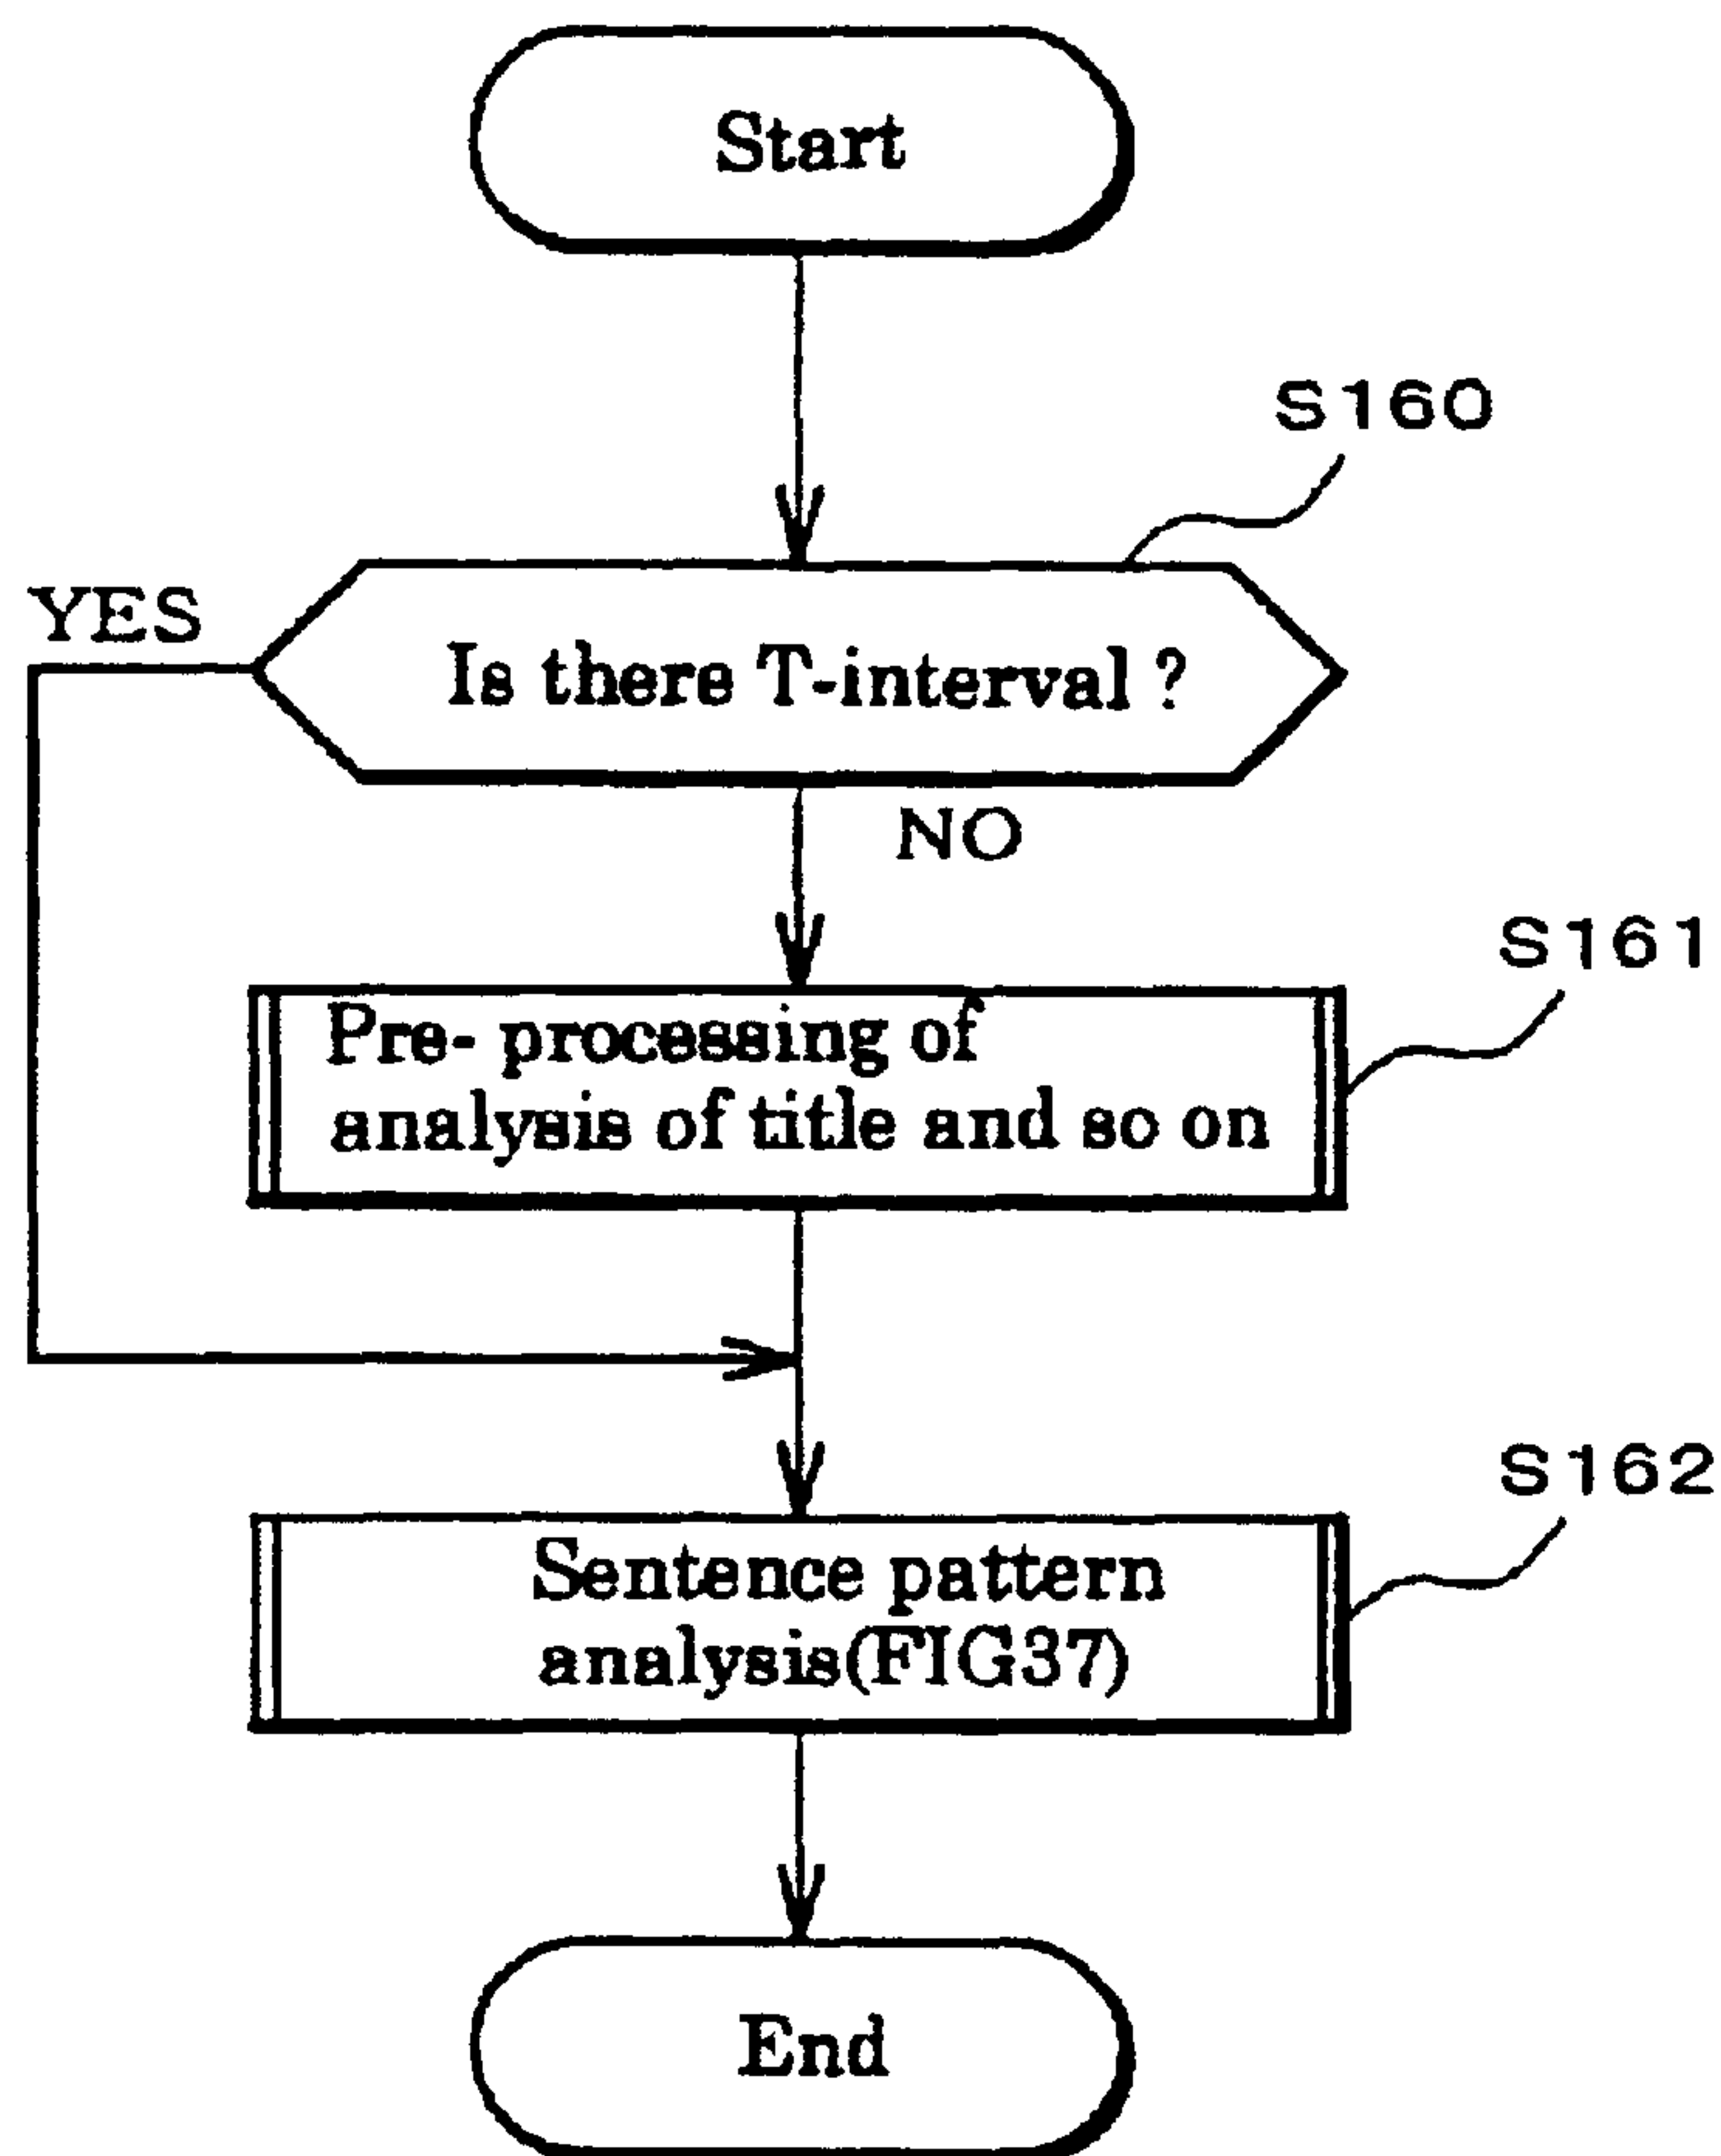 Start
S160
YES
Is there T-interval ?
NO
S161
Pre- processing of
analysis of title and so on
S162
Sentence pattern
analysis(FIG37)
End